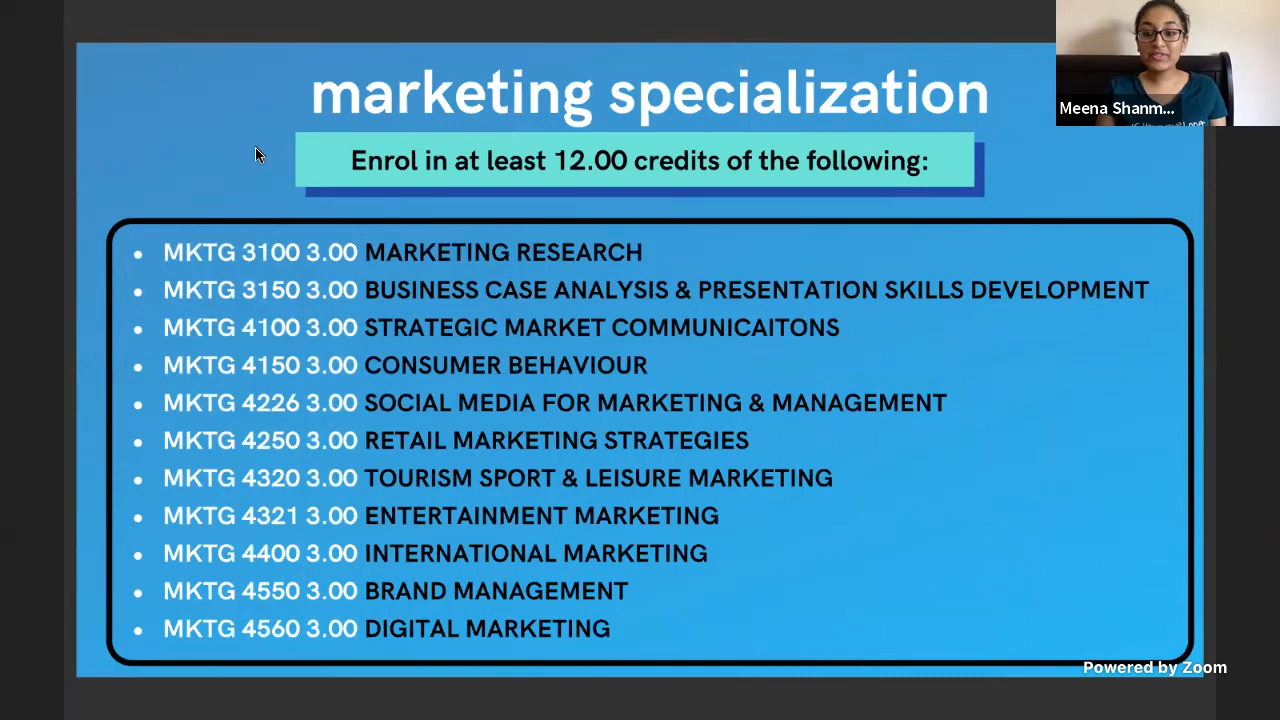 marketing specialization
Meena Shanm...
Enrol in at least 12.00 credits of the following:
• MKTG 3100 3.00 MARKETING RESEARCH
• MKTG 3150 3.00 BUSINESS CASE ANALYSIS & PRESENTATION SKILLS DEVELOPMENT
• MKTG 4100 3.00 STRATEGIC MARKET COMMUNICAITONS
• MKTG 4150 3.00 CONSUMER BEHAVIOUR
• MKTG 4226 3.00 SOCIAL MEDIA FOR MARKETING & MANAGEMENT
• MKTG 4250 3.00 RETAIL MARKETING STRATEGIES
• MKTG 4320 3.00 TOURISM SPORT & LEISURE MARKETING
• MKTG 4321 3.00 ENTERTAINMENT MARKETING
• MKTG 4400 3.00 INTERNATIONAL MARKETING
• MKTG 4550 3.00 BRAND MANAGEMENT
• MKTG 4560 3.00 DIGITAL MARKETING
Powered by Zoom